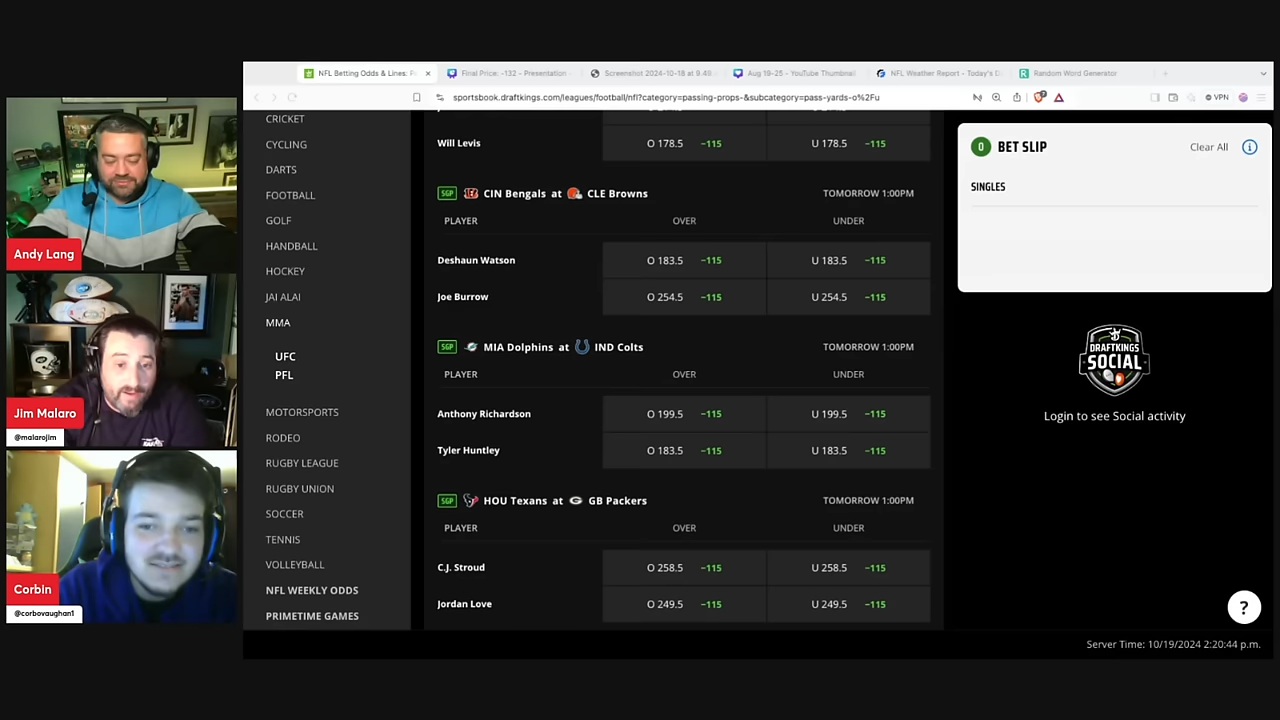 NFL Betting Odds & Lines: P
Final Price: -132 - Presentation -
Screenshot 2024-10-18 at 9.49
Aug 19-25 - YouTube Thumbnail
NFL Weather Report - Today's D
Random Word Generator
sportsbook.draftkings.com/leagues/football/nfl?category=passing-props-&subcategory=pass-yards-o%2Fu
VPN
Andy Lang
Jim Malaro
@malarojim
Corbin
@corbovaughan1
CRICKET
CYCLING
DARTS
FOOTBALL
GOLF
HANDBALL
HOCKEY
JAI ALAI
MMA
UFC
PFL
MOTORSPORTS
RODEO
RUGBY LEAGUE
RUGBY UNION
SOCCER
TENNIS
VOLLEYBALL
NFL WEEKLY ODDS
PRIMETIME GAMES
Will Levis O 178.5 −115 U 178.5 −115
SGP CIN Bengals at CLE Browns TOMORROW 1:00PM
PLAYER OVER UNDER
Deshaun Watson O 183.5 −115 U 183.5 −115
Joe Burrow O 254.5 −115 U 254.5 −115
SGP MIA Dolphins at IND Colts TOMORROW 1:00PM
PLAYER OVER UNDER
Anthony Richardson O 199.5 −115 U 199.5 −115
Tyler Huntley O 183.5 −115 U 183.5 −115
SGP HOU Texans at GB Packers TOMORROW 1:00PM
PLAYER OVER UNDER
C.J. Stroud O 258.5 −115 U 258.5 −115
Jordan Love O 249.5 −115 U 249.5 −115
0 BET SLIP Clear All
SINGLES
DRAFTKINGS
SOCIAL
Login to see Social activity
?
Server Time: 10/19/2024 2:20:44 p.m.